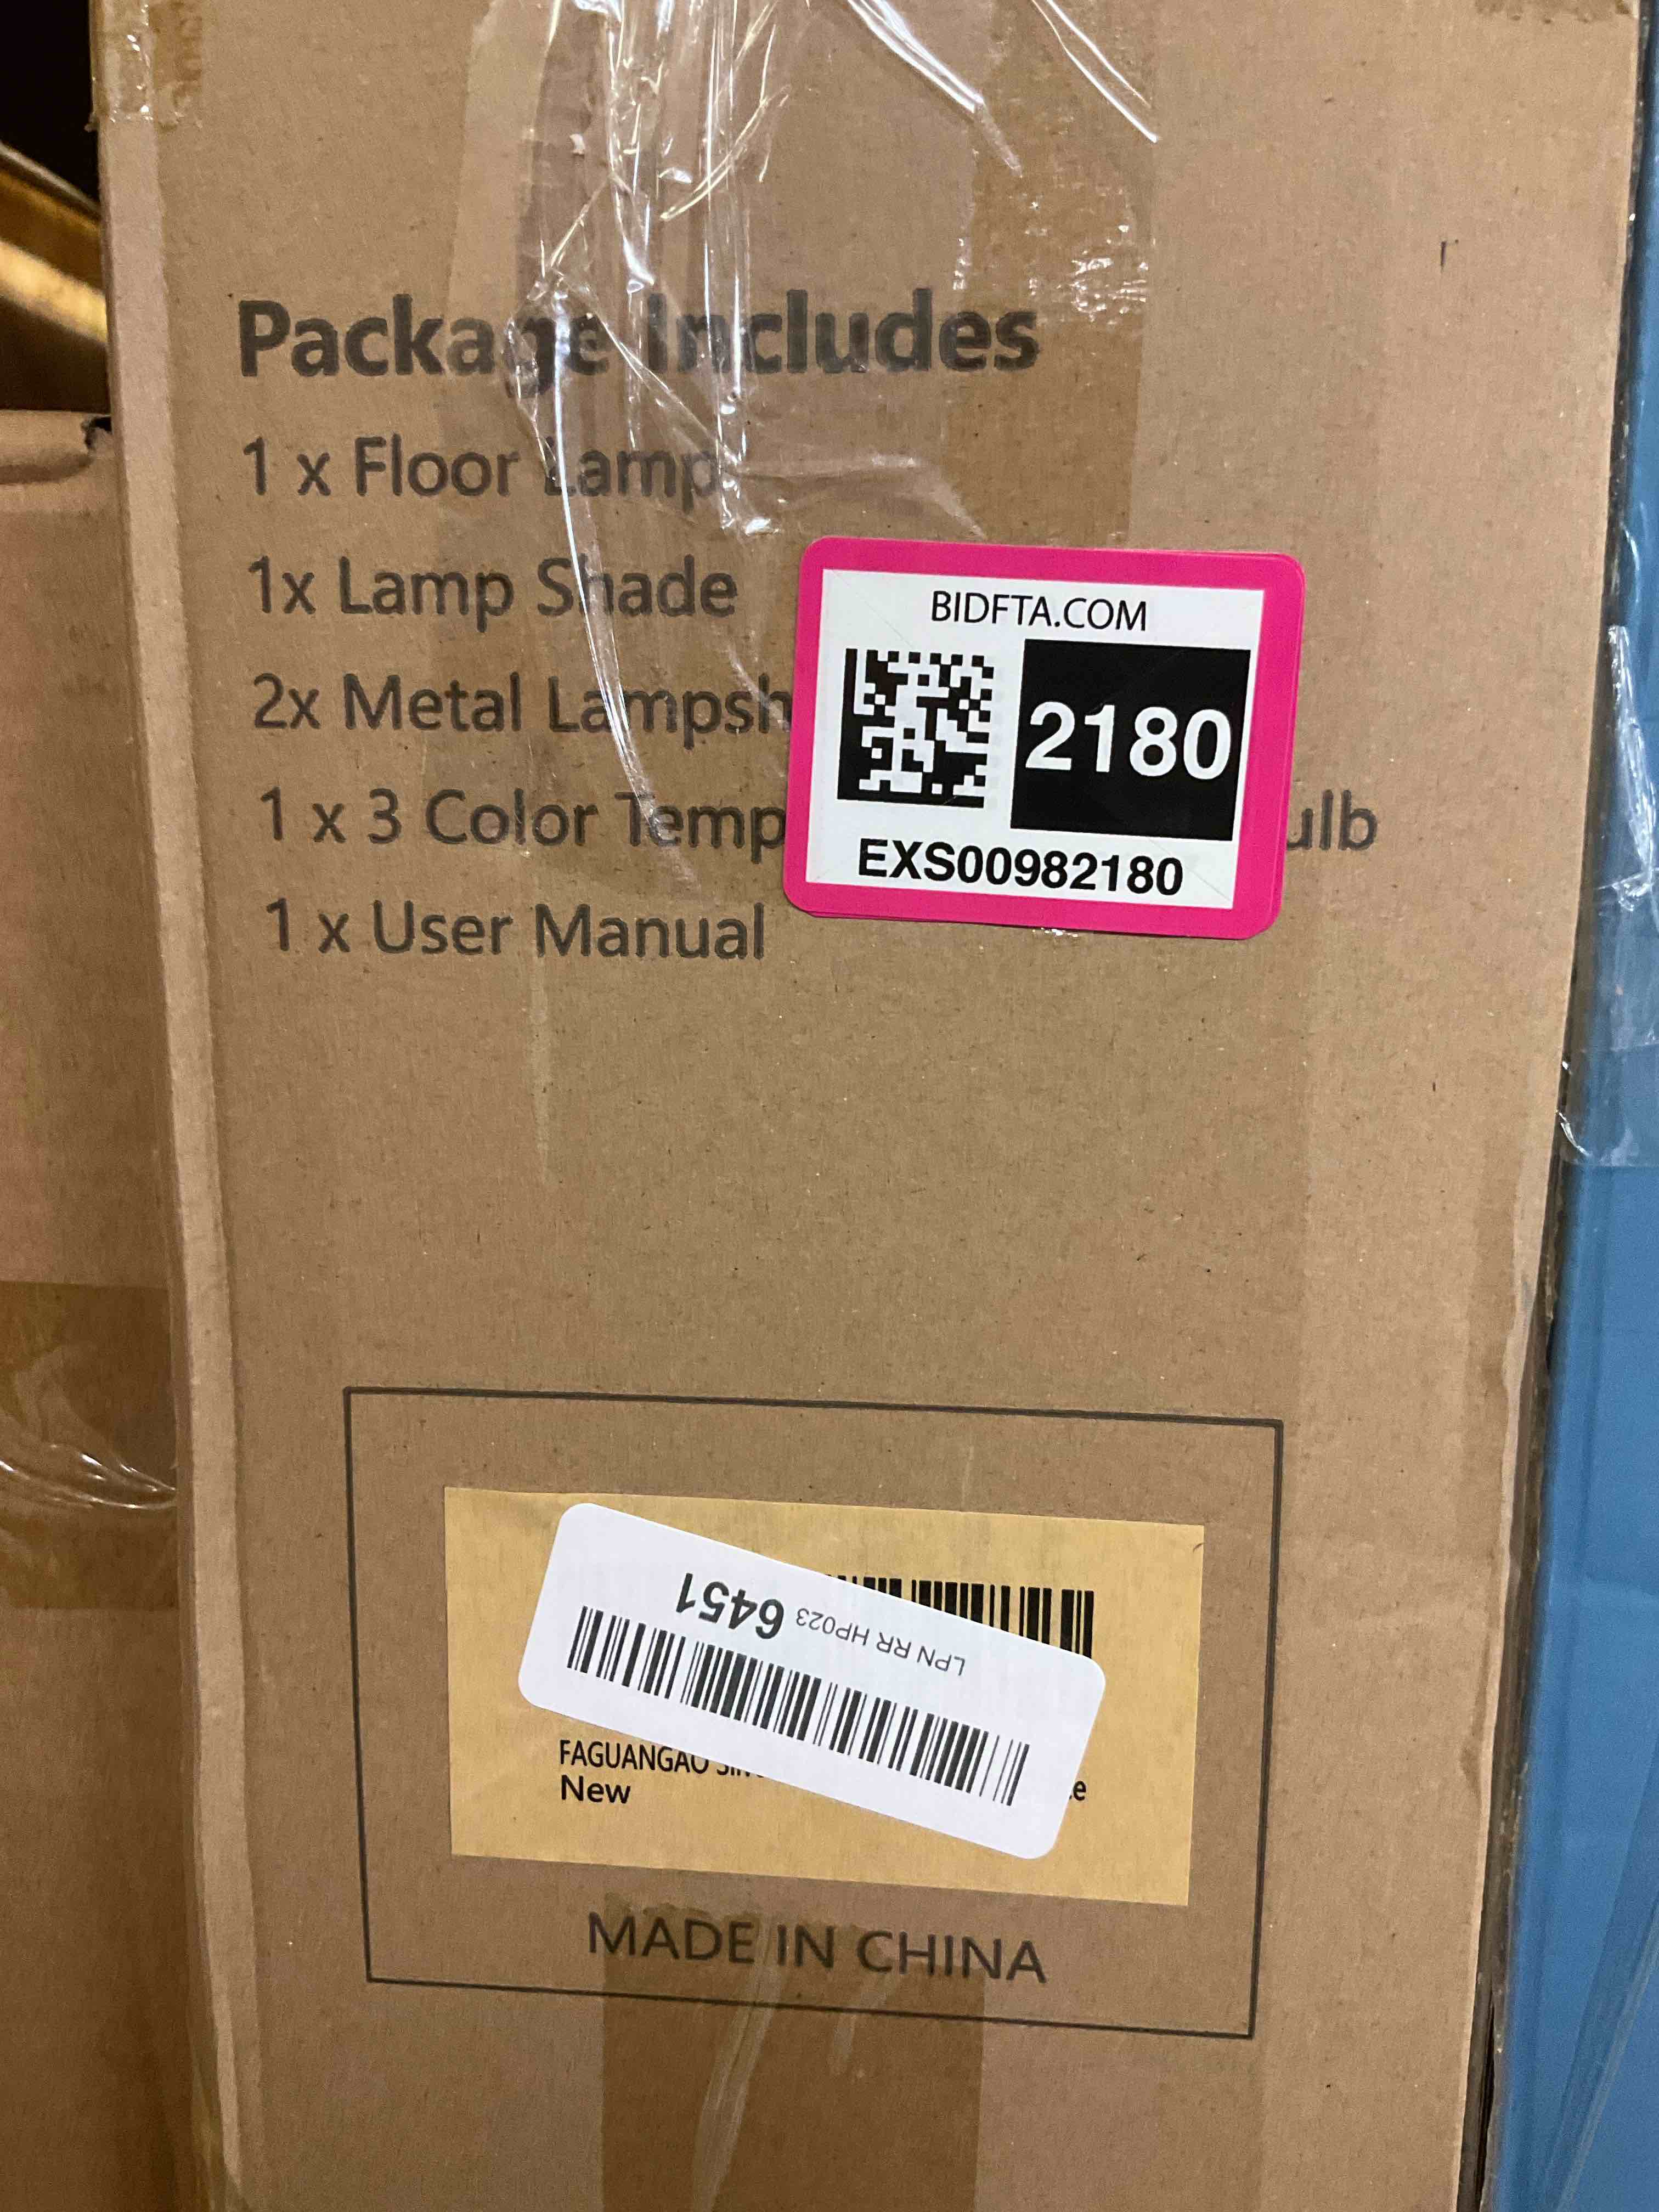 Package Includes
1 x Floor Lamp
1x Lamp Shade
2x Metal Lampsh
BIDFTA.COM
2180
EXS00982180
1 x 3 Color Temp
ulb
1 x User Manual
LPN RR HP023 6451
FAGUANGAO
New
MADE IN CHINA